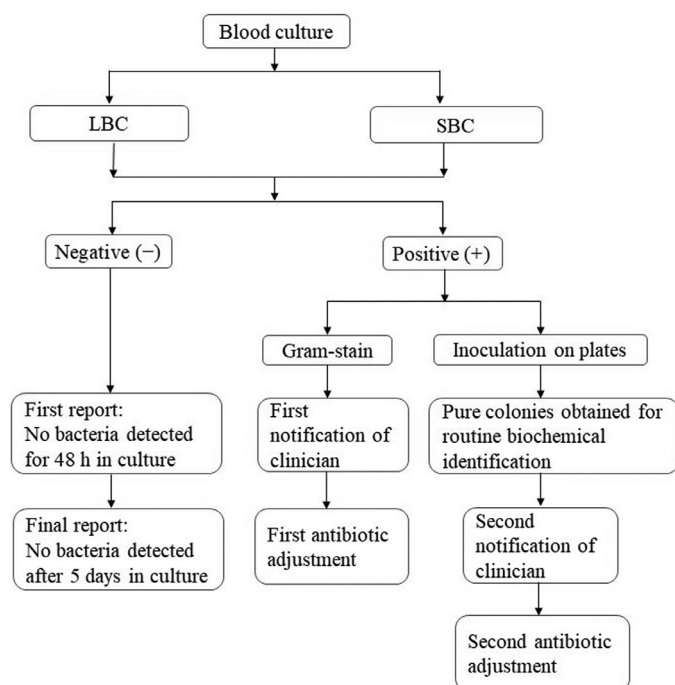 Blood culture
LBC
SBC
Negative (−)
Positive (+)
Gram-stain
Inoculation on plates
First report:
No bacteria detected
for 48 h in culture
First
notification of
clinician
Pure colonies obtained for
routine biochemical
identification
Final report:
No bacteria detected
after 5 days in culture
First antibiotic
adjustment
Second
notification of
clinician
Second antibiotic
adjustment